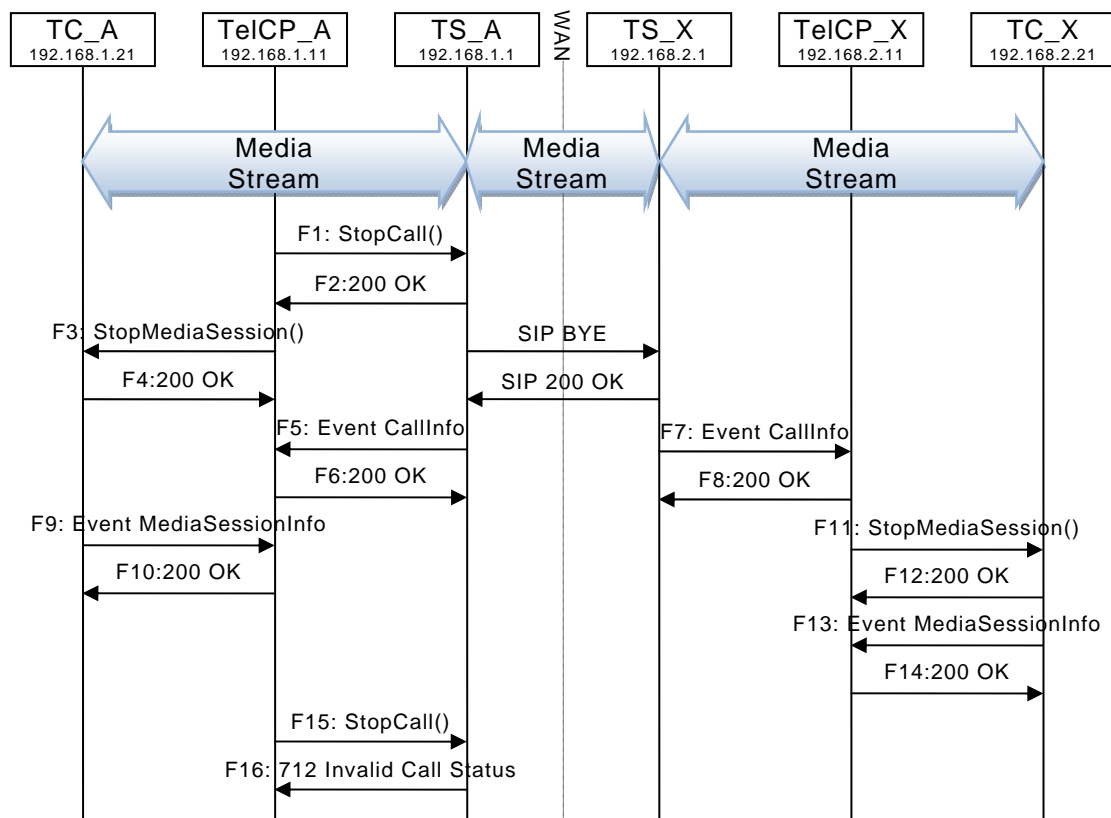 TC_A TelCP_A TS_A WAN TS_X TelCP_X TC_X
192.168.1.21 192.168.1.11 192.168.1.1 192.168.2.1 192.168.2.11 192.168.2.21
Media Media Media
Stream Stream Stream
F1: StopCall()
F2:200 OK
F3: StopMediaSession() SIP BYE
F4:200 OK SIP 200 OK
F5: Event CallInfo F7: Event CallInfo
F6:200 OK F8:200 OK
F9: Event MediaSessionInfo F11: StopMediaSession()
F10:200 OK F12:200 OK
F13: Event MediaSessionInfo
F14:200 OK
F15: StopCall()
F16: 712 Invalid Call Status